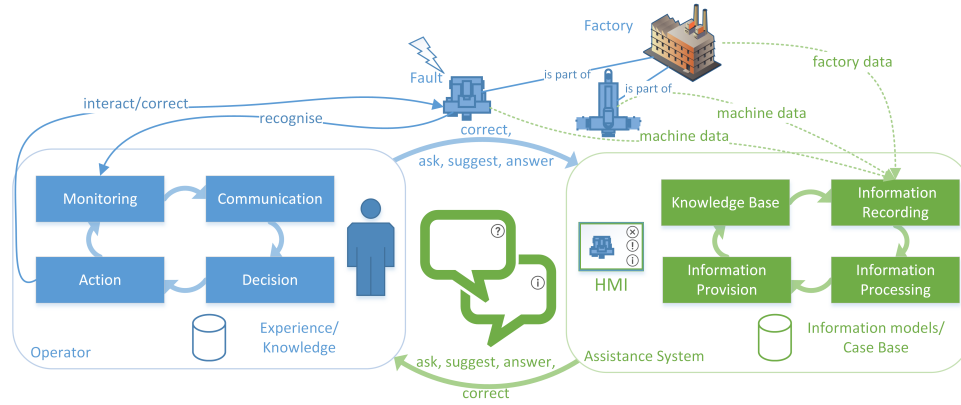 Factory
Fault
is part of
is part of
factory data
machine data
machine data
interact/correct
recognise
correct,
ask, suggest, answer
Monitoring
Communication
Action
Decision
Experience/
Knowledge
Operator
?
i
ask, suggest, answer,
correct
HMI
!
i
Knowledge Base
Information
Recording
Information
Provision
Information
Processing
Information models/
Case Base
Assistance System